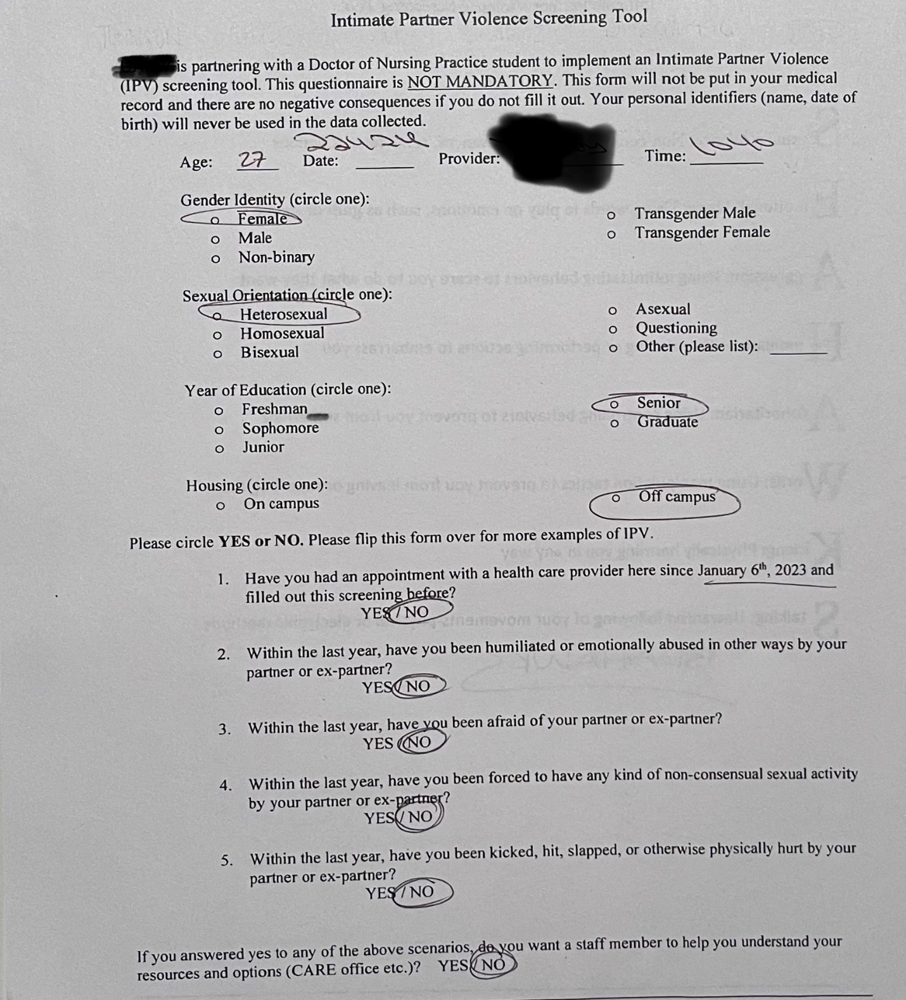 Intimate Partner Violence Screening Tool
is partnering with a Doctor of Nursing Practice student to implement an Intimate Partner Violence
(IPV) screening tool. This questionnaire is NOT MANDATORY. This form will not be put in your medical
record and there are no negative consequences if you do not fill it out. Your personal identifiers (name, date of
birth) will never be used in the data collected.
Age: 27 Date: 22424 Provider: Time: 1040
Gender Identity (circle one):
o Female
o Male
o Non-binary
o Transgender Male
o Transgender Female
Sexual Orientation (circle one):
o Heterosexual
o Homosexual
o Bisexual
o Asexual
o Questioning
o Other (please list):
Year of Education (circle one):
o Freshman
o Sophomore
o Junior
o Senior
o Graduate
Housing (circle one):
o On campus
o Off campus
Please circle YES or NO. Please flip this form over for more examples of IPV.
1. Have you had an appointment with a health care provider here since January 6th, 2023 and
filled out this screening before?
YES / NO
2. Within the last year, have you been humiliated or emotionally abused in other ways by your
partner or ex-partner?
YES / NO
3. Within the last year, have you been afraid of your partner or ex-partner?
YES / NO
4. Within the last year, have you been forced to have any kind of non-consensual sexual activity
by your partner or ex-partner?
YES / NO
5. Within the last year, have you been kicked, hit, slapped, or otherwise physically hurt by your
partner or ex-partner?
YES / NO
If you answered yes to any of the above scenarios, do you want a staff member to help you understand your
resources and options (CARE office etc.)? YES / NO